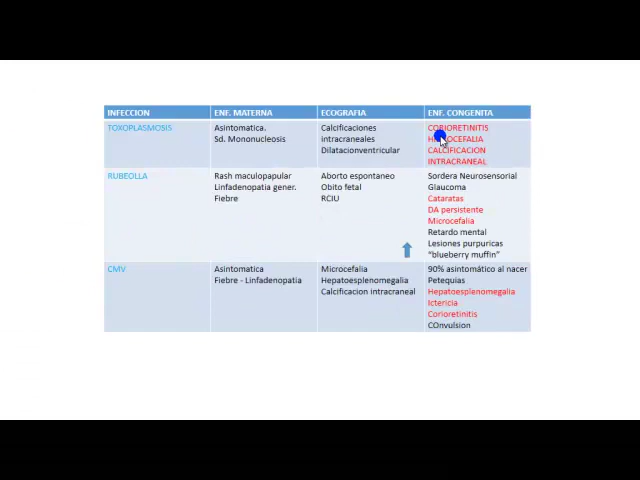 INFECCION ENF. MATERNA ECOGRAFIA ENF. CONGENITA
TOXOPLASMOSIS
Asintomatica.
Sd. Mononucleosis
Calcificaciones
intracraneales
Dilatacionventricular
CORIORETINITIS
HIDROCEFALIA
CALCIFICACION
INTRACRANEAL
RUBEOLLA
Rash maculopapular
Linfadenopatia gener.
Fiebre
Aborto espontaneo
Obito fetal
RCIU
Sordera Neurosensorial
Glaucoma
Cataratas
DA persistente
Microcefalia
Retardo mental
Lesiones purpuricas
"blueberry muffin"
CMV
Asintomatica
Fiebre - Linfadenopatia
Microcefalia
Hepatoesplenomegalia
Calcificacion intracraneal
90% asintomático al nacer
Petequias
Hepatoesplenomegalia
Ictericia
Corioretinitis
COnvulsion